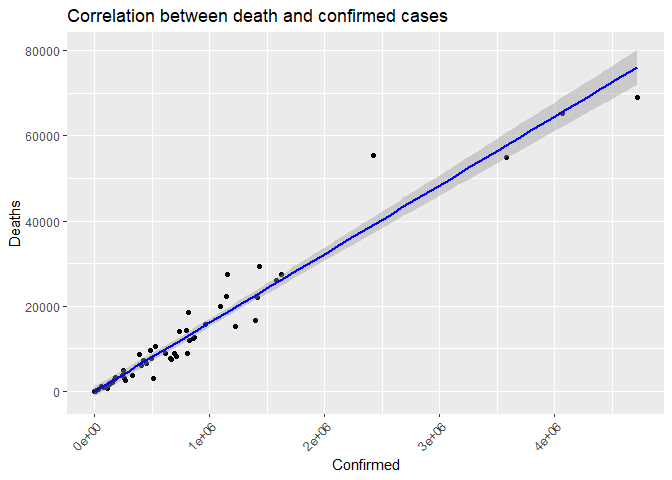 Correlation between death and confirmed cases
80000
60000
40000
20000
0
Deaths
0e+00
1e+06
2e+06
3e+06
4e+06
Confirmed